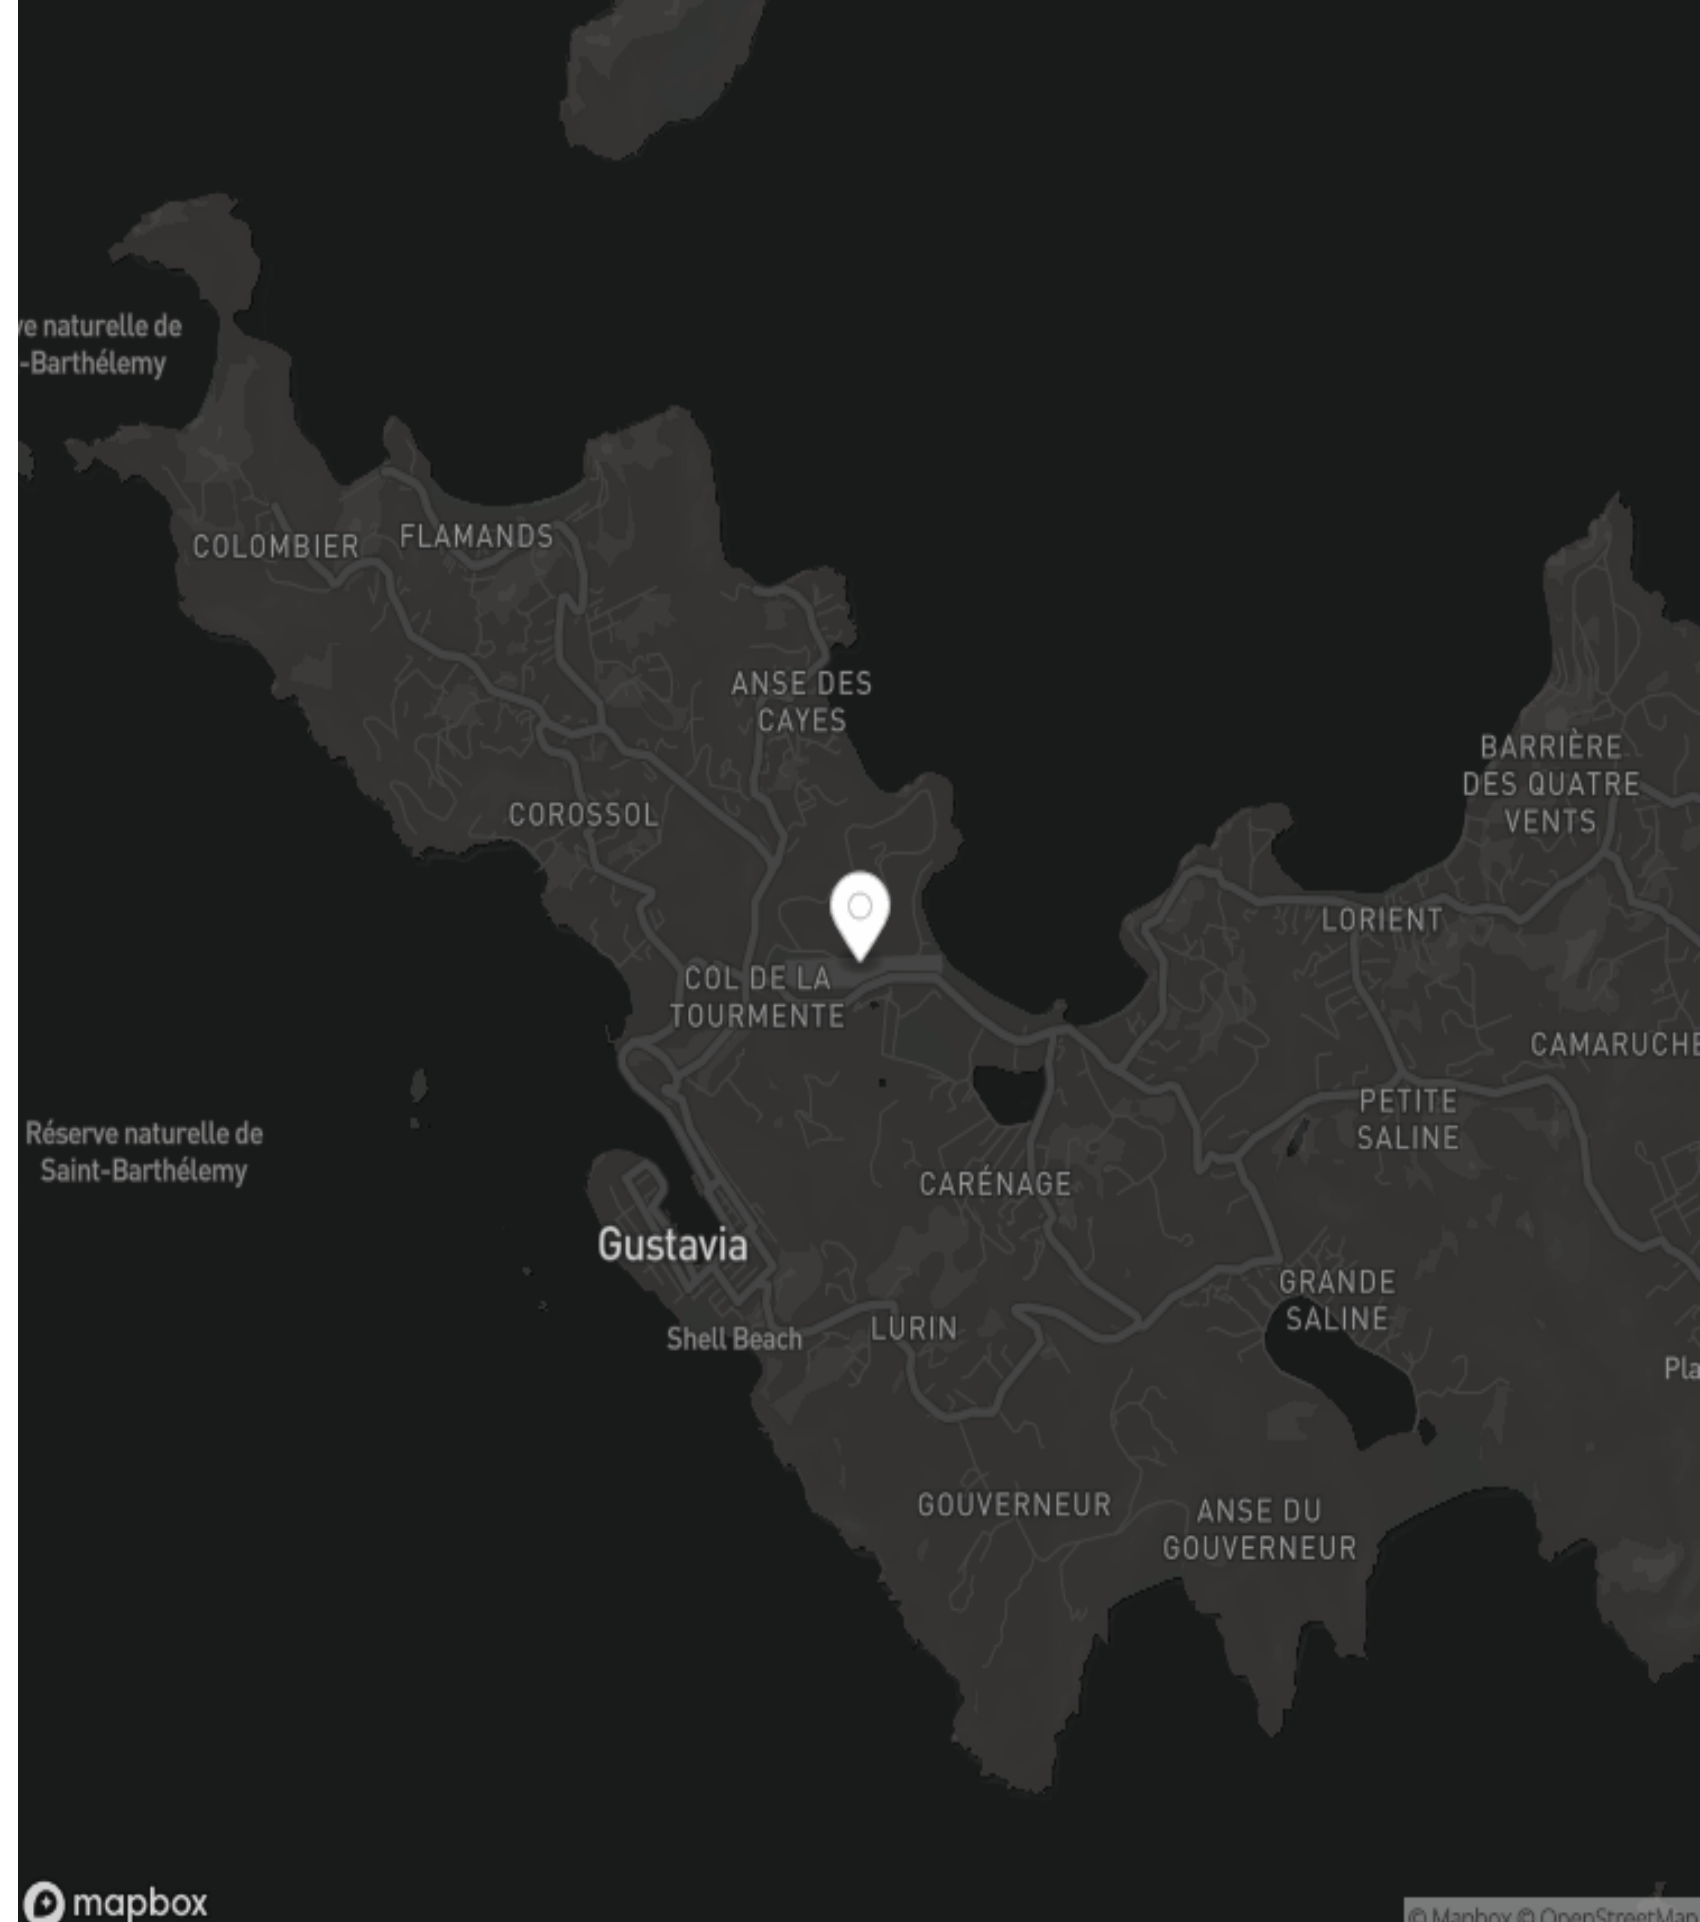 ve naturelle de
-Barthélemy
COLOMBIER
FLAMANDS
ANSE DES
CAYES
BARRIÈRE
DES QUATRE
VENTS
COROSSOL
LORIENT
COL DE LA
TOURMENTE
CAMARUCHE
PETITE
SALINE
Réserve naturelle de
Saint-Barthélemy
CARÉNAGE
Gustavia
GRANDE
SALINE
LURIN
Shell Beach
Pla
GOUVERNEUR
ANSE DU
GOUVERNEUR
mapbox
© Mapbox © OpenStreetMap